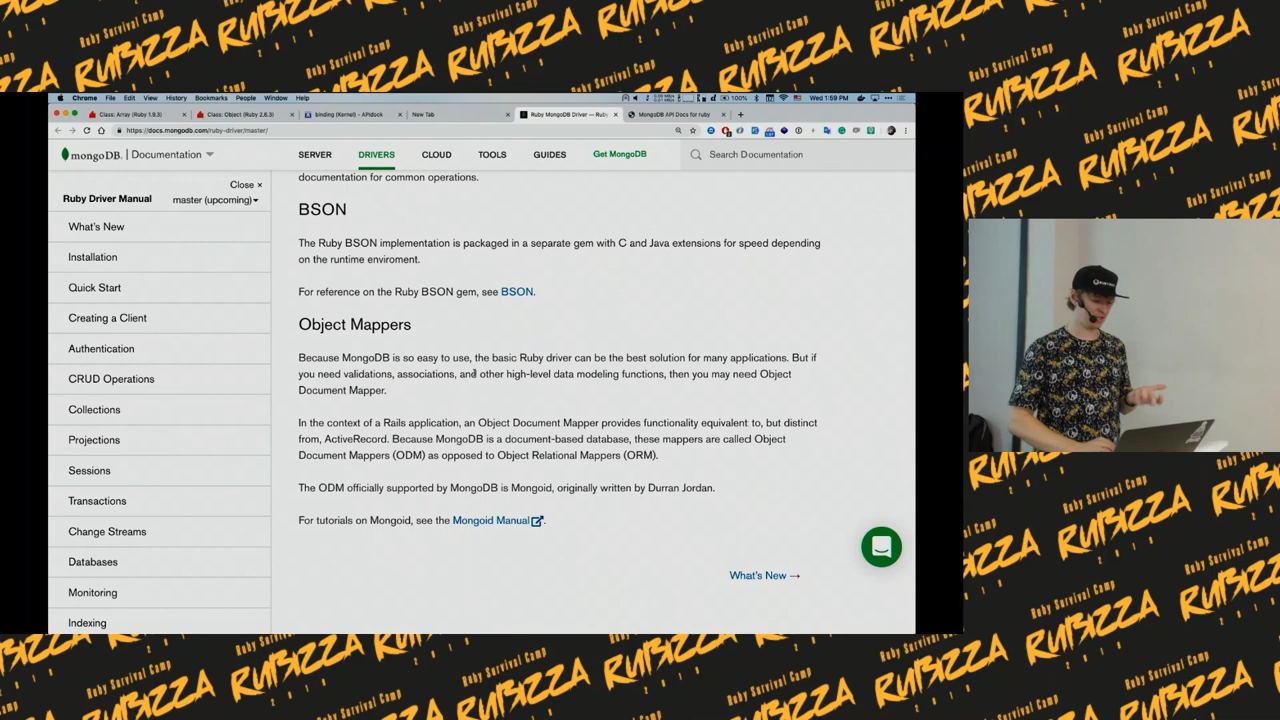 Ruby Survival Camp
RUBIZZA
2019
Chrome File Edit View History Bookmarks People Window Help
100% Wed 1:59 PM
Class: Array (Ruby 1.8.3) × Class: Object (Ruby 2.6.3) × binding (Kernel) - APIdock × New Tab × Ruby MongoDB Driver — Ruby × MongoDB API Docs for ruby ×
https://docs.mongodb.com/ruby-driver/master/
mongoDB. Documentation
SERVER DRIVERS CLOUD TOOLS GUIDES Get MongoDB Search Documentation
Close ×
Ruby Driver Manual master (upcoming)
What's New
Installation
Quick Start
Creating a Client
Authentication
CRUD Operations
Collections
Projections
Sessions
Transactions
Change Streams
Databases
Monitoring
Indexing
documentation for common operations.
BSON
The Ruby BSON implementation is packaged in a separate gem with C and Java extensions for speed depending
on the runtime enviroment.
For reference on the Ruby BSON gem, see BSON.
Object Mappers
Because MongoDB is so easy to use, the basic Ruby driver can be the best solution for many applications. But if
you need validations, associations, and other high-level data modeling functions, then you may need Object
Document Mapper.
In the context of a Rails application, an Object Document Mapper provides functionality equivalent to, but distinct
from, ActiveRecord. Because MongoDB is a document-based database, these mappers are called Object
Document Mappers (ODM) as opposed to Object Relational Mappers (ORM).
The ODM officially supported by MongoDB is Mongoid, originally written by Durran Jordan.
For tutorials on Mongoid, see the Mongoid Manual.
What's New →